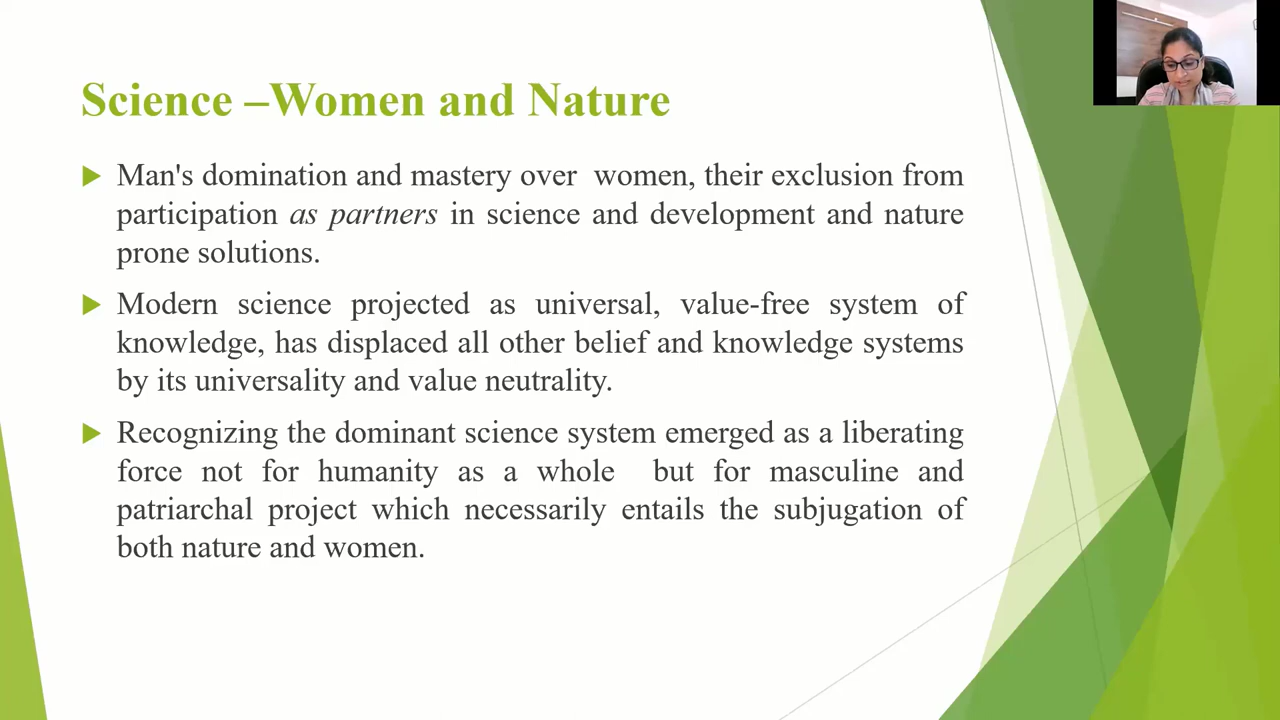 Science –Women and Nature
Man's domination and mastery over women, their exclusion from
participation as partners in science and development and nature
prone solutions.
Modern science projected as universal, value-free system of
knowledge, has displaced all other belief and knowledge systems
by its universality and value neutrality.
Recognizing the dominant science system emerged as a liberating
force not for humanity as a whole but for masculine and
patriarchal project which necessarily entails the subjugation of
both nature and women.